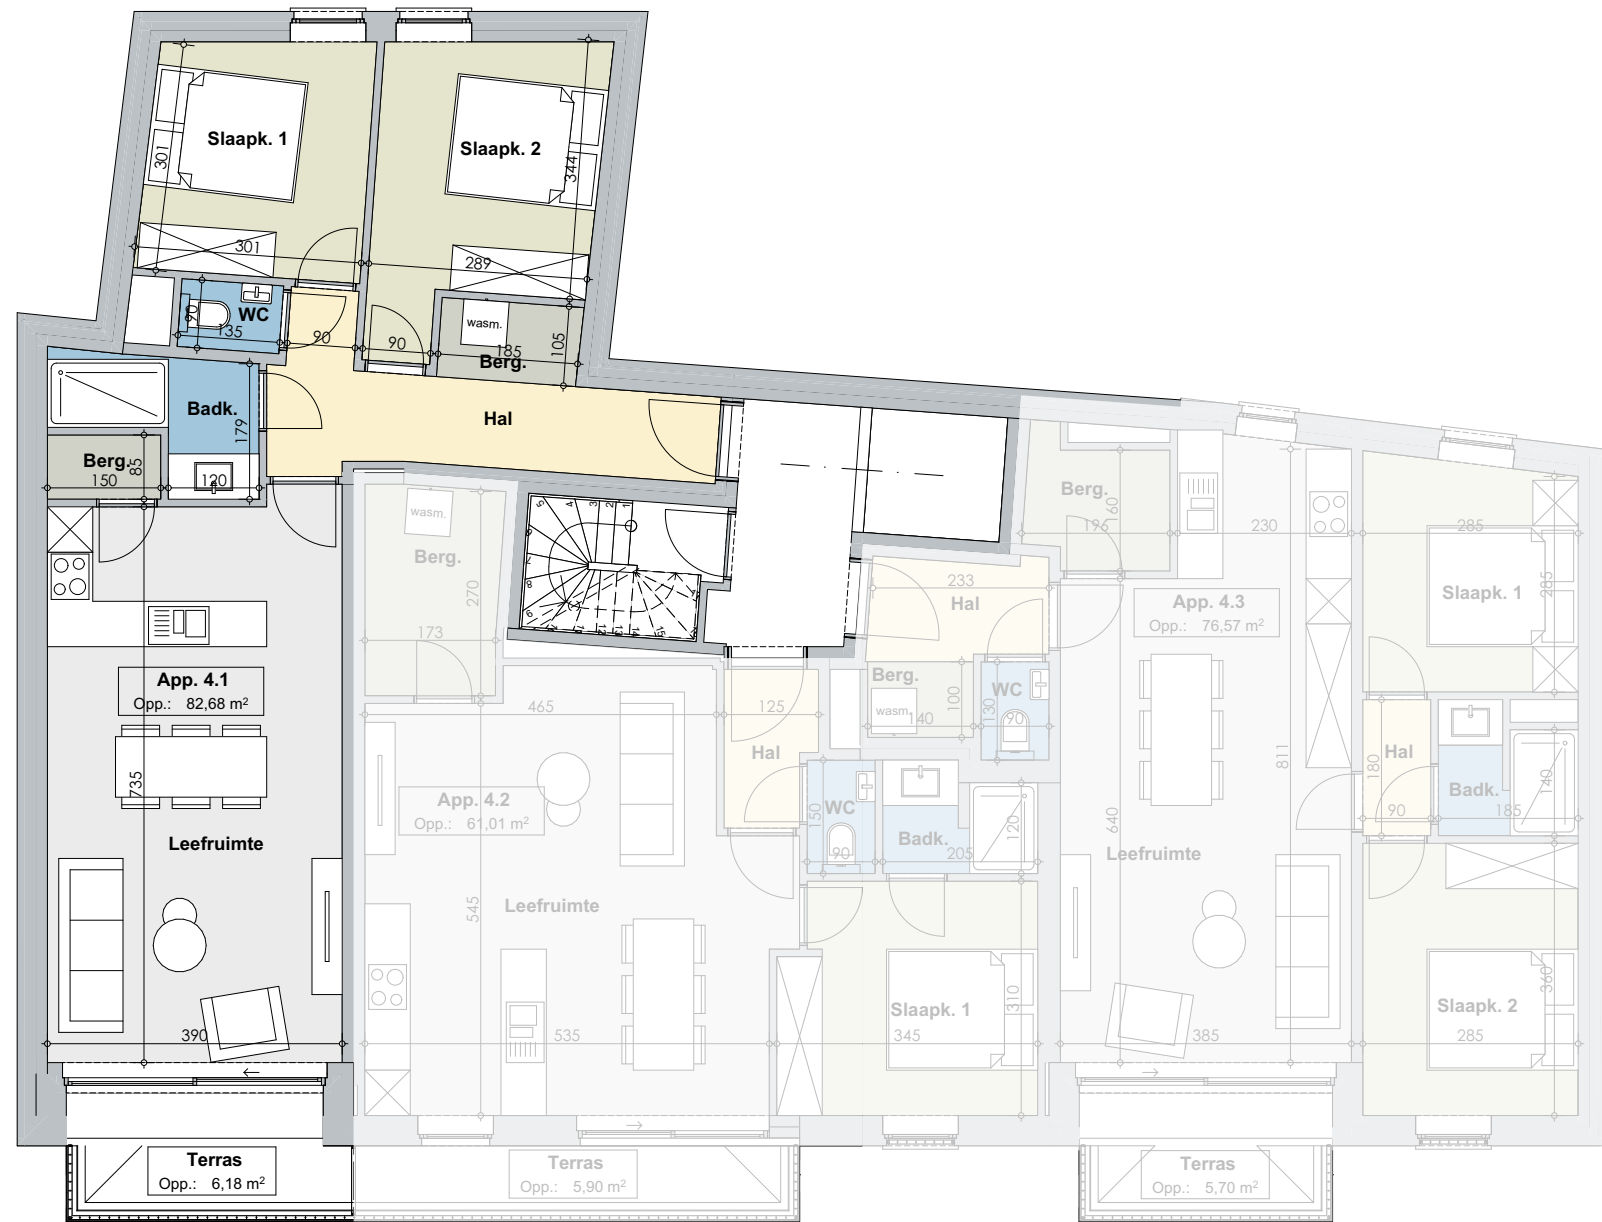 Slaapk. 1
301
301
Slaapk. 2
344
289
WC
90
135
90
90
wasm.
185
105
Berg.
Badk.
179
120
Berg.
85
150
Hal
App. 4.1
Opp.: 82,68 m²
735
Leefruimte
390
Terras
Opp.: 6,18 m²
wasm.
Berg.
270
173
465
125
Hal
App. 4.2
Opp.: 61,01 m²
545
Leefruimte
535
WC
150
90
Badk.
205
120
Slaapk. 1
310
345
Terras
Opp.: 5,90 m²
233
Hal
Berg.
wasm.
100
140
WC
130
90
Berg.
160
196
230
App. 4.3
Opp.: 76,57 m²
811
640
Leefruimte
385
285
Slaapk. 1
285
Hal
180
90
Badk.
140
185
Slaapk. 2
360
285
Terras
Opp.: 5,70 m²